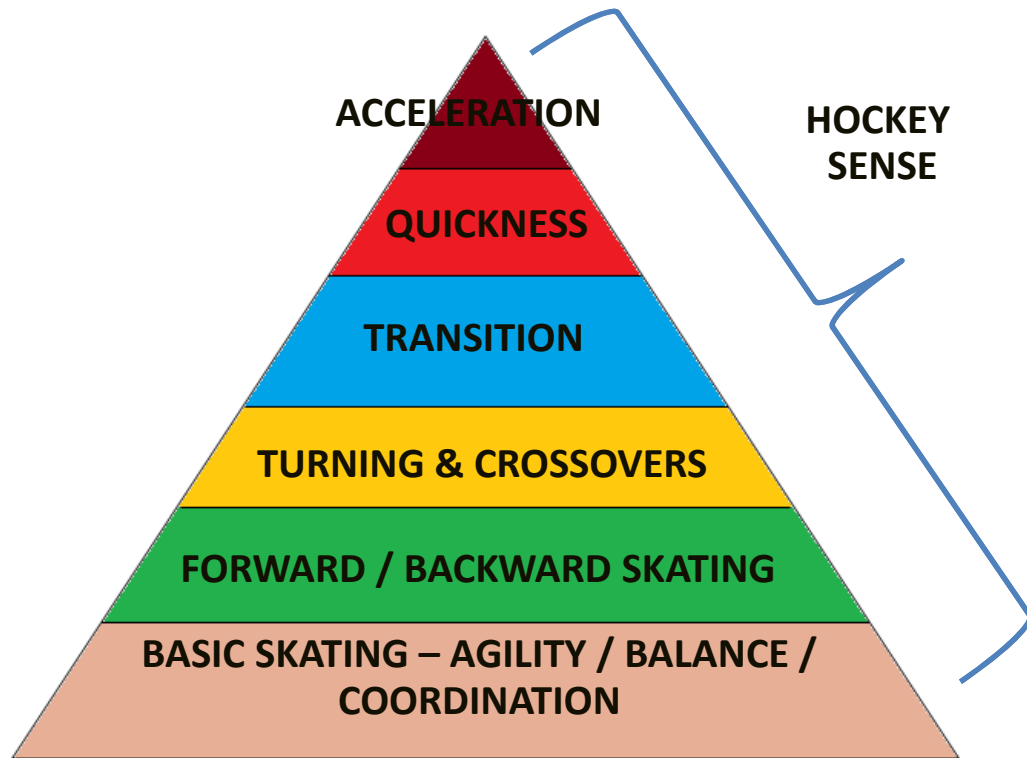 ACCELERATION
HOCKEY
SENSE
QUICKNESS
TRANSITION
TURNING & CROSSOVERS
FORWARD / BACKWARD SKATING
BASIC SKATING – AGILITY / BALANCE /
COORDINATION